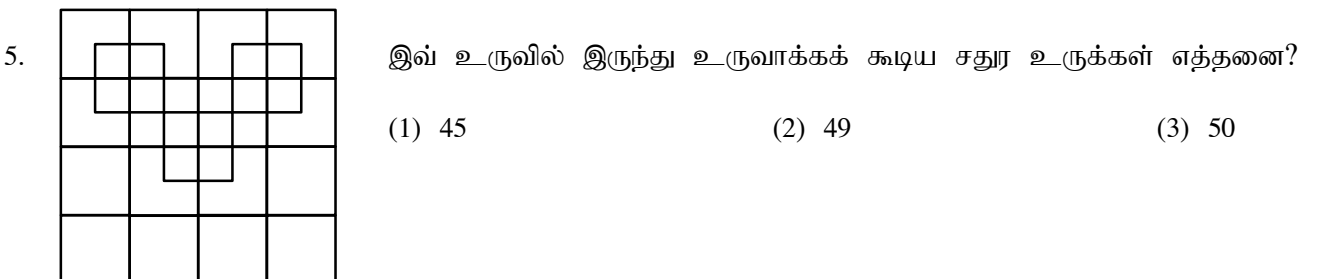 5. இவ் உருவில் இருந்து உருவாக்கக் கூடிய சதுர உருக்கள் எத்தனை?
(1) 45 (2) 49 (3) 50